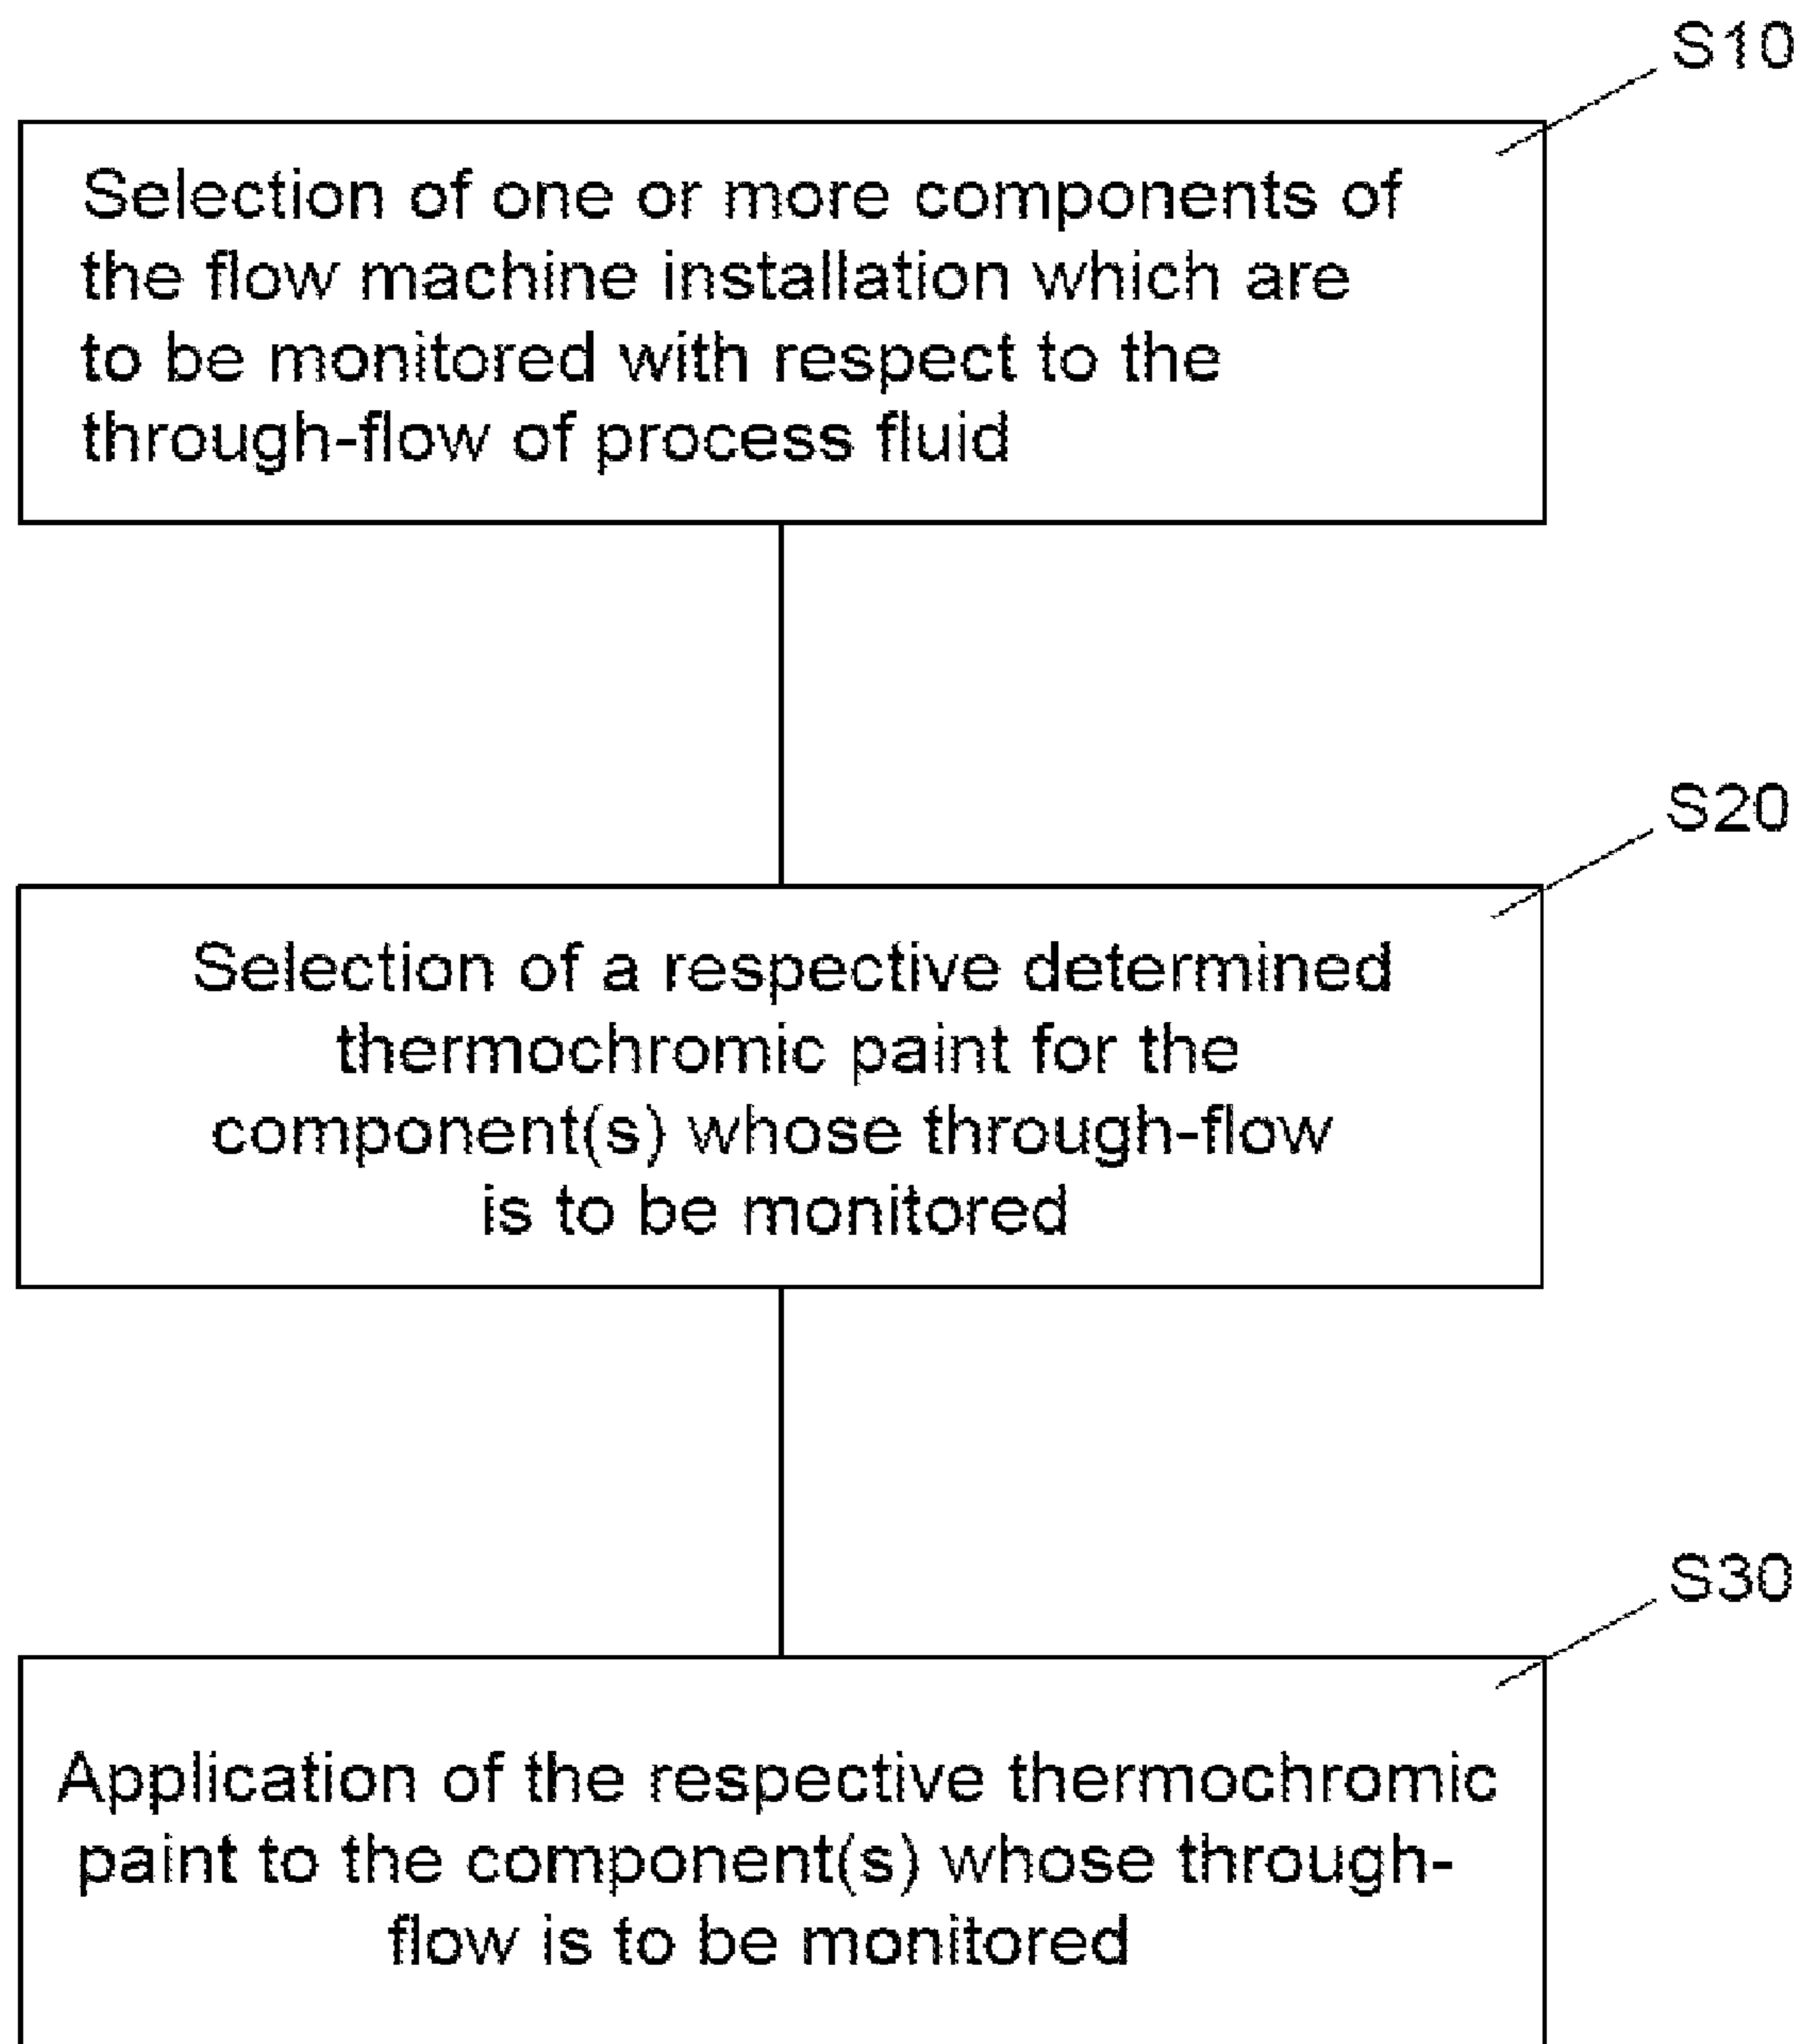 S10
Selection of one or more components of
the flow machine installation which are
to be monitored with respect to the
through-flow of process fluid
S20
Selection of a respective determined
thermochromic paint for the
component(s) whose through-flow
is to be monitored
S30
Application of the respective thermochromic
paint to the component(s) whose through-
flow is to be monitored